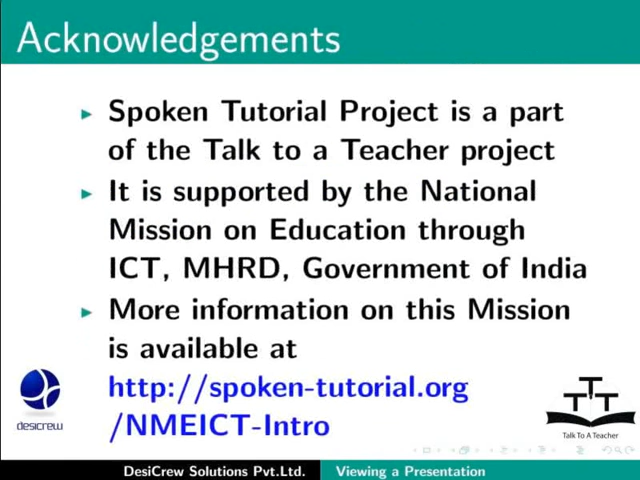 Acknowledgements
Spoken Tutorial Project is a part
of the Talk to a Teacher project
It is supported by the National
Mission on Education through
ICT, MHRD, Government of India
More information on this Mission
is available at
http://spoken-tutorial.org
/NMEICT-Intro
desicrew
T T T
Talk To A Teacher
DesiCrew Solutions Pvt.Ltd.
Viewing a Presentation